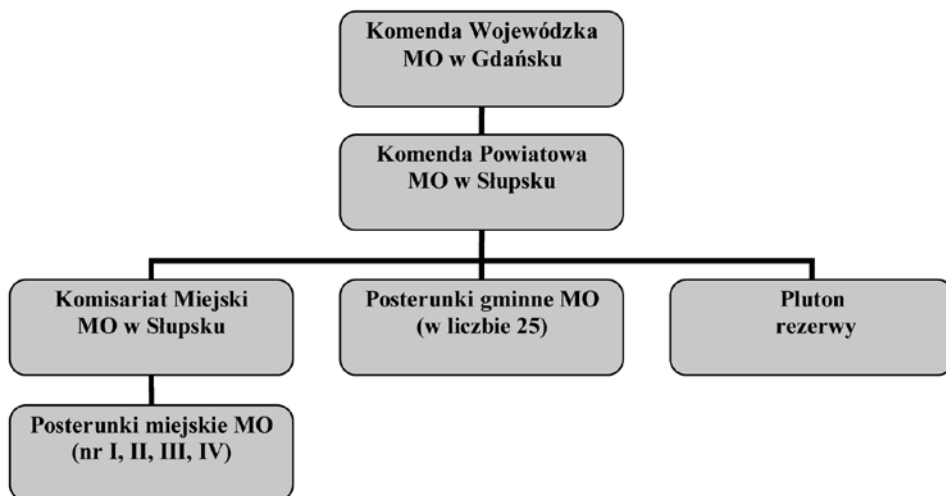 Komenda Wojewódzka
MO w Gdańsku
Komenda Powiatowa
MO w Słupsku
Komisariat Miejski
MO w Słupsku
Posterunki gminne MO
(w liczbie 25)
Pluton
rezerwy
Posterunki miejskie MO
(nr I, II, III, IV)